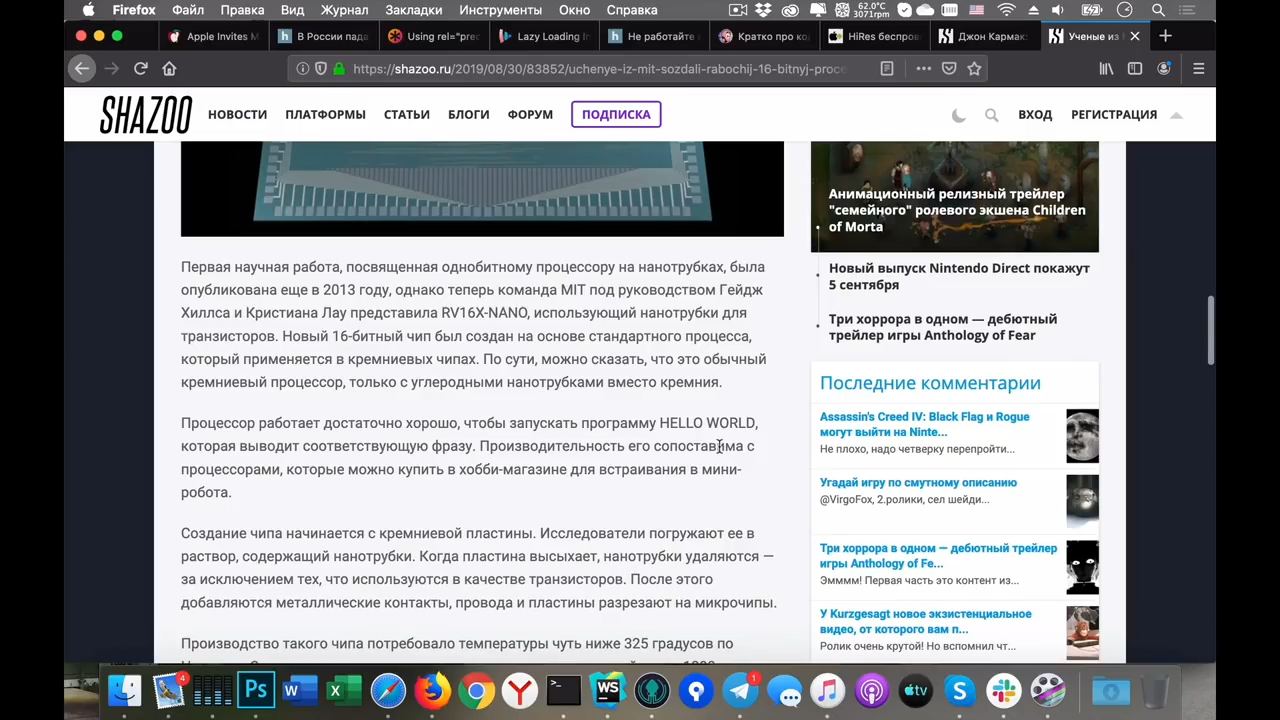 Firefox Файл Правка Вид Журнал Закладки Инструменты Окно Справка
62.0°C
3071rpm
Apple Invites M
В России пада
Using rel="prec
Lazy Loading I
Не работайте
Кратко про ко
HiRes беспров
Джон Кармак
Ученые из
https://shazoo.ru/2019/08/30/83852/uchenye-iz-mit-sozdali-rabochij-16-bitnyj-proce
SHAZOO НОВОСТИ ПЛАТФОРМЫ СТАТЬИ БЛОГИ ФОРУМ ПОДПИСКА ВХОД РЕГИСТРАЦИЯ
Первая научная работа, посвященная однобитному процессору на нанотрубках, была
опубликована еще в 2013 году, однако теперь команда MIT под руководством Гейдж
Хиллса и Кристиана Лау представила RV16X-NANO, использующий нанотрубки для
транзисторов. Новый 16-битный чип был создан на основе стандартного процесса,
который применяется в кремниевых чипах. По сути, можно сказать, что это обычный
кремниевый процессор, только с углеродными нанотрубками вместо кремния.
Процессор работает достаточно хорошо, чтобы запускать программу HELLO WORLD,
которая выводит соответствующую фразу. Производительность его сопоставима с
процессорами, которые можно купить в хобби-магазине для встраивания в мини-
робота.
Создание чипа начинается с кремниевой пластины. Исследователи погружают ее в
раствор, содержащий нанотрубки. Когда пластина высыхает, нанотрубки удаляются —
за исключением тех, что используются в качестве транзисторов. После этого
добавляются металлические контакты, провода и пластины разрезают на микрочипы.
Производство такого чипа потребовало температуры чуть ниже 325 градусов по
Анимационный релизный трейлер
"семейного" ролевого экшена Children
of Morta
Новый выпуск Nintendo Direct покажут
5 сентября
Три хоррора в одном — дебютный
трейлер игры Anthology of Fear
Последние комментарии
Assassin's Creed IV: Black Flag и Rogue
могут выйти на Ninte...
Не плохо, надо четверку перепройти...
Угадай игру по смутному описанию
@VirgoFox, 2.ролики, сел шейди...
Три хоррора в одном — дебютный трейлер
игры Anthology of Fe...
Эмммм! Первая часть это контент из...
У Kurzgesagt новое экзистенциальное
видео, от которого вам п...
Ролик очень крутой! Но вспомнил чт...
4
Ps
W
X
Y
WS
1
tv
S